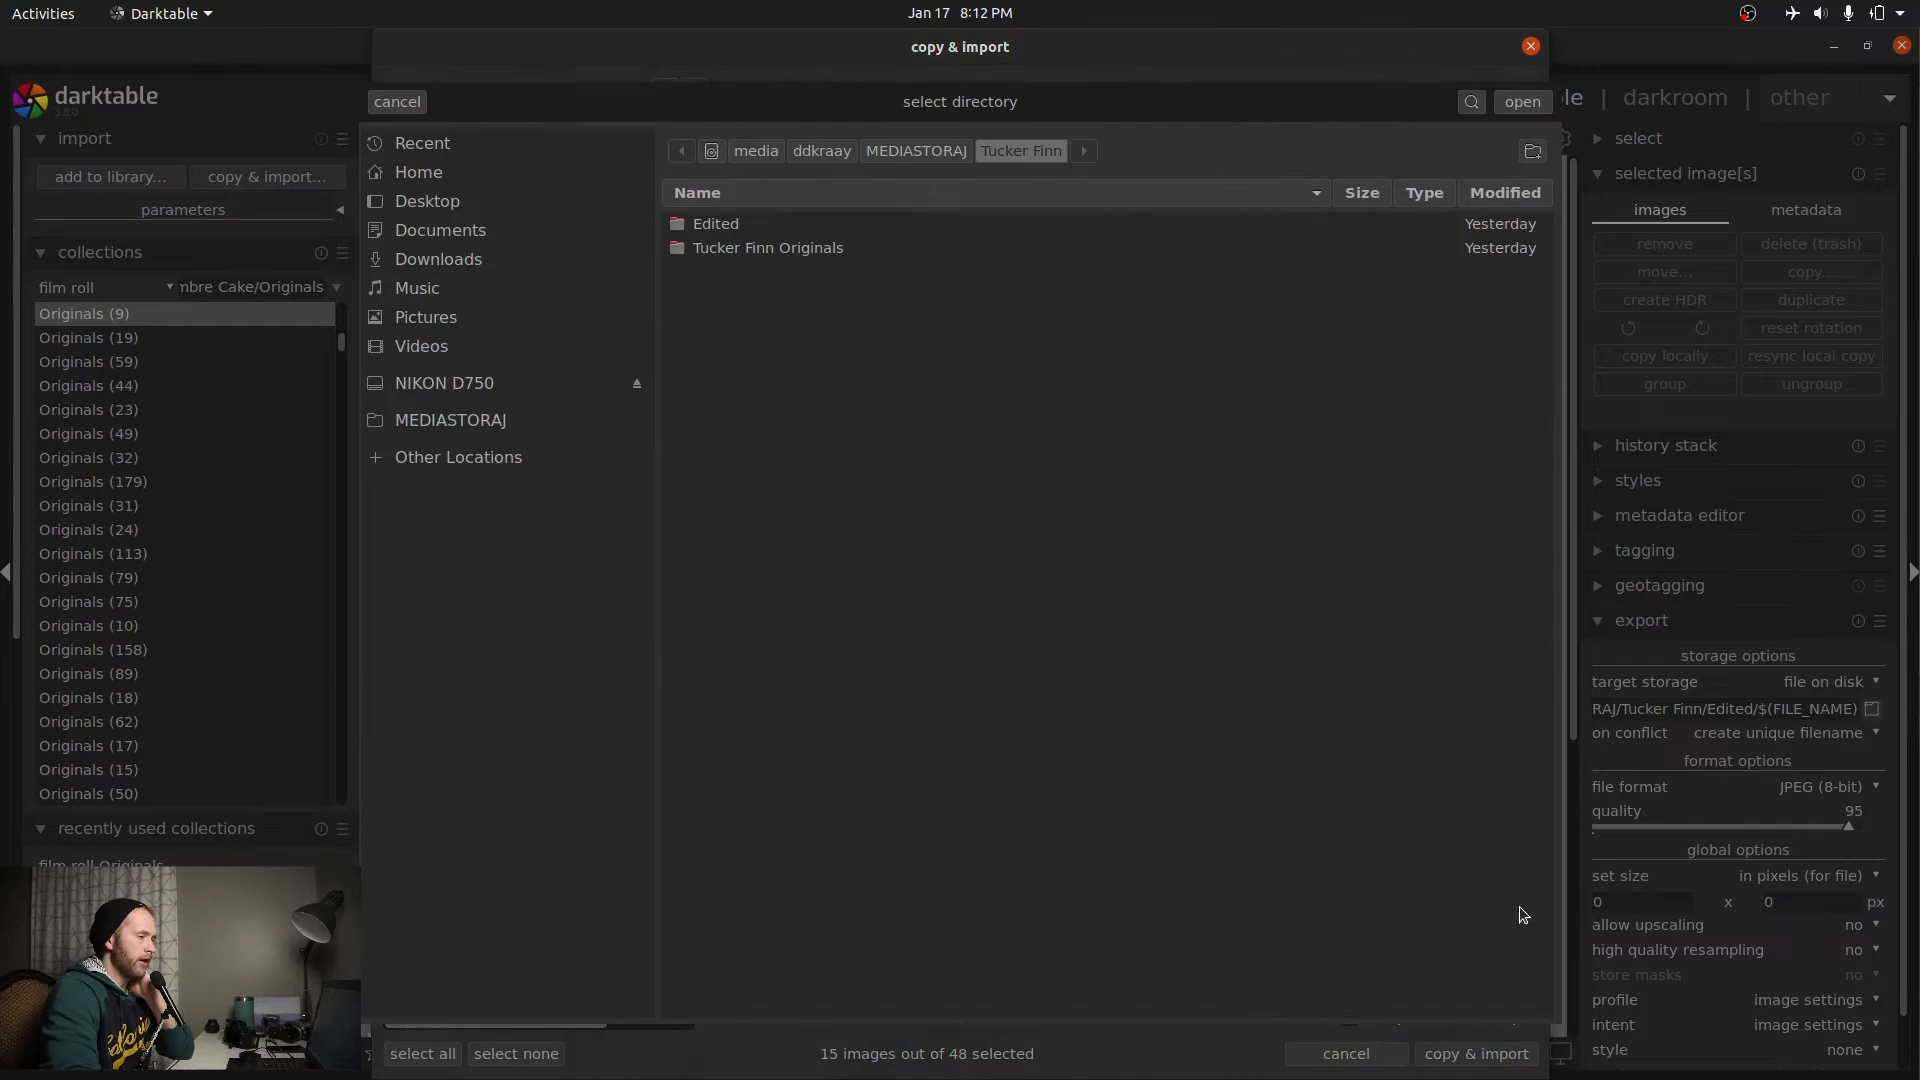 Activities
Darktable
Jan 17 8:12 PM
copy & import
darktable
3.8.0
cancel
select directory
open
le | darkroom | other
import
add to library...
copy & import...
parameters
collections
film roll
nbre Cake/Originals
Originals (9)
Originals (19)
Originals (59)
Originals (44)
Originals (23)
Originals (49)
Originals (32)
Originals (179)
Originals (31)
Originals (24)
Originals (113)
Originals (79)
Originals (75)
Originals (10)
Originals (158)
Originals (89)
Originals (18)
Originals (62)
Originals (17)
Originals (15)
Originals (50)
recently used collections
film roll Originals
Recent
Home
Desktop
Documents
Downloads
Music
Pictures
Videos
NIKON D750
MEDIASTORAJ
Other Locations
media
ddkraay
MEDIASTORAJ
Tucker Finn
Name
Size
Type
Modified
Edited
Yesterday
Tucker Finn Originals
Yesterday
select all
select none
15 images out of 48 selected
cancel
copy & import
select
selected image[s]
images
metadata
remove
delete (trash)
move...
copy...
create HDR
duplicate
reset rotation
copy locally
resync local copy
group
ungroup
history stack
styles
metadata editor
tagging
geotagging
export
storage options
target storage
file on disk
RAJ/Tucker Finn/Edited/$(FILE_NAME)
on conflict
create unique filename
format options
file format
JPEG (8-bit)
quality
95
global options
set size
in pixels (for file)
0 x 0 px
allow upscaling
no
high quality resampling
no
store masks
no
profile
image settings
intent
image settings
style
none